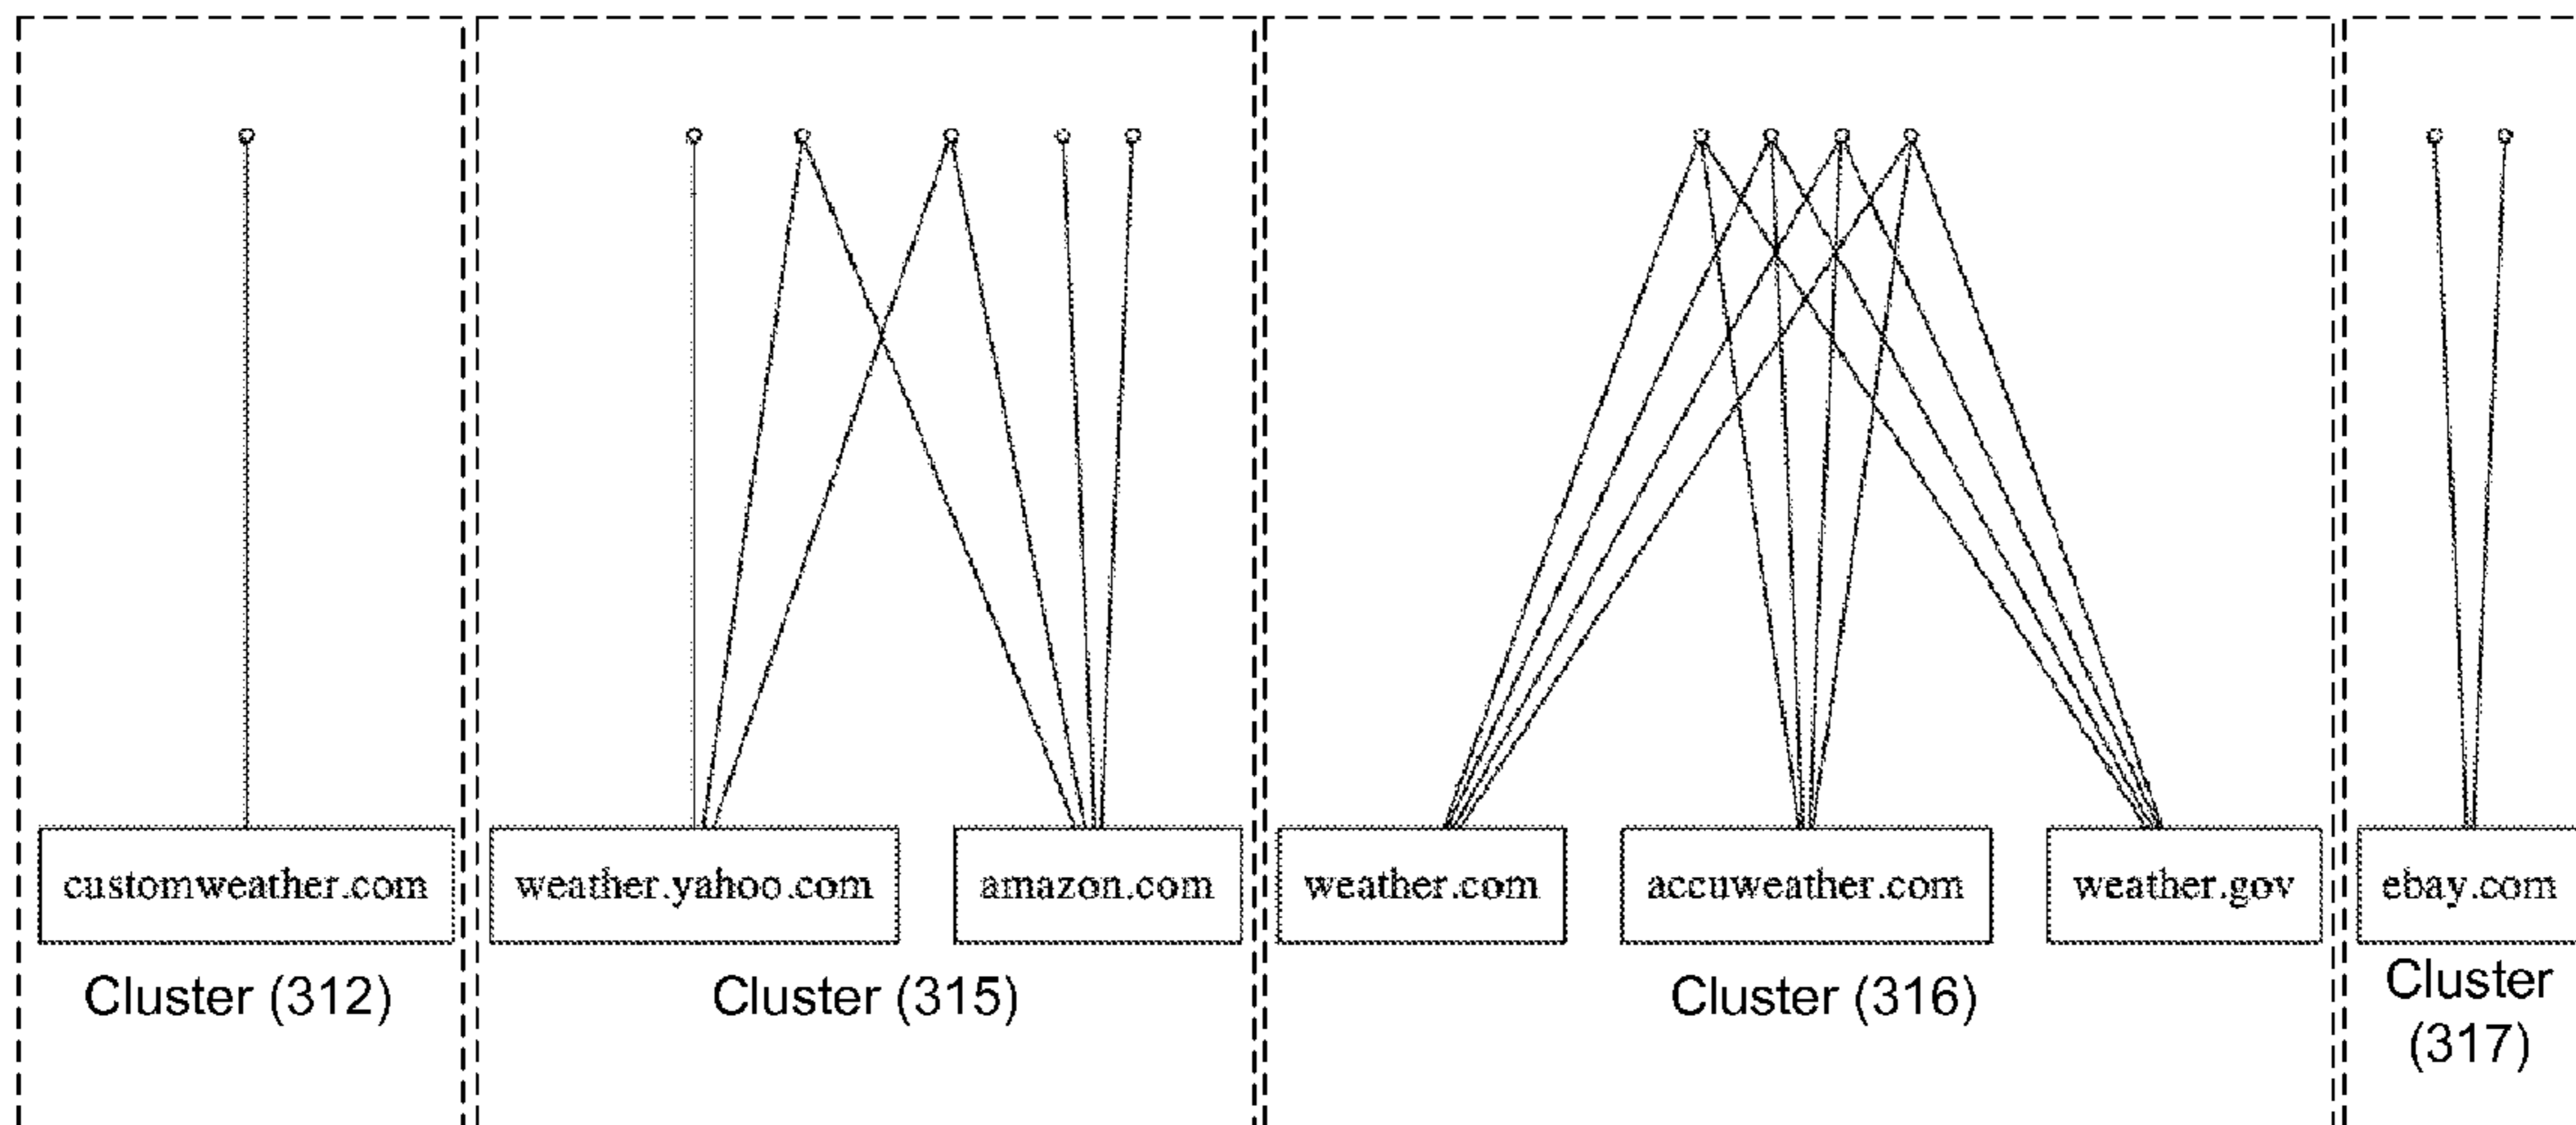 customweather.com
weather.yahoo.com
amazon.com
weather.com
accuweather.com
weather.gov
ebay.com
Cluster (312)
Cluster (315)
Cluster (316)
Cluster
(317)